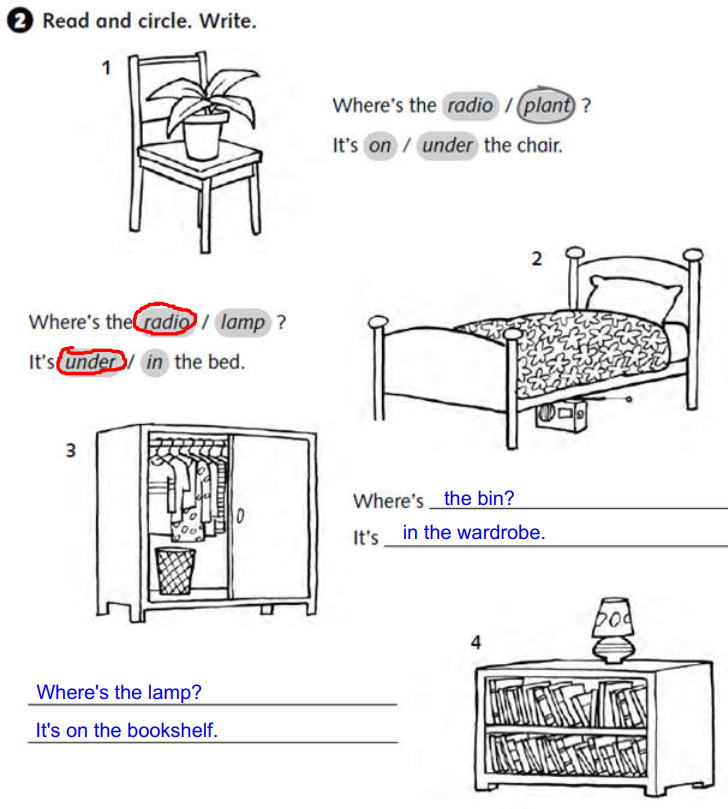 2 Read and circle. Write.
1
Where's the radio / plant ?
It's on / under the chair.
2
Where's the radio / lamp ?
It's under / in the bed.
3
Where's the bin?
It's in the wardrobe.
4
Where's the lamp?
It's on the bookshelf.